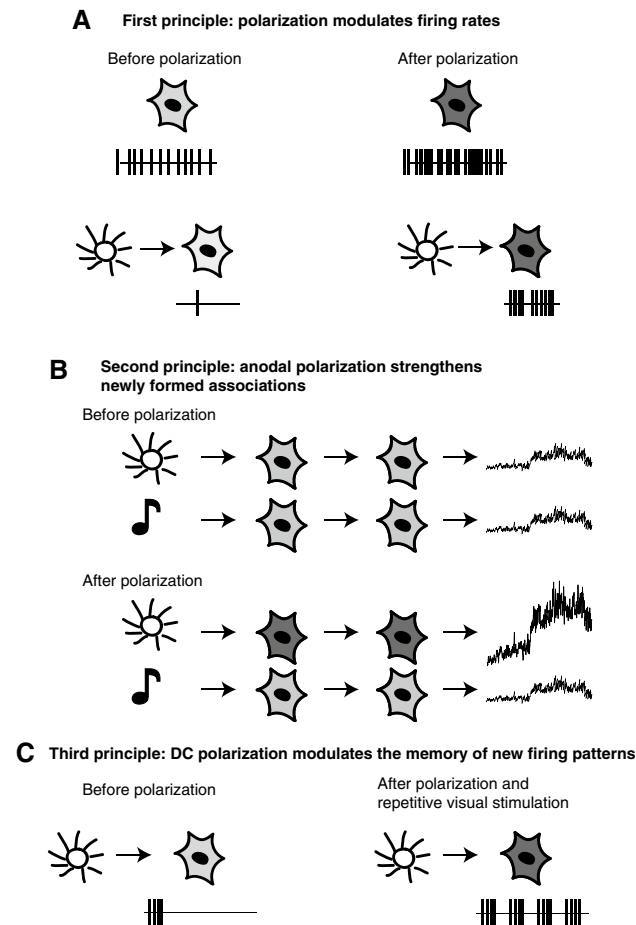 A First principle: polarization modulates firing rates
Before polarization
After polarization
B Second principle: anodal polarization strengthens
newly formed associations
Before polarization
After polarization
C Third principle: DC polarization modulates the memory of new firing patterns
Before polarization
After polarization and
repetitive visual stimulation